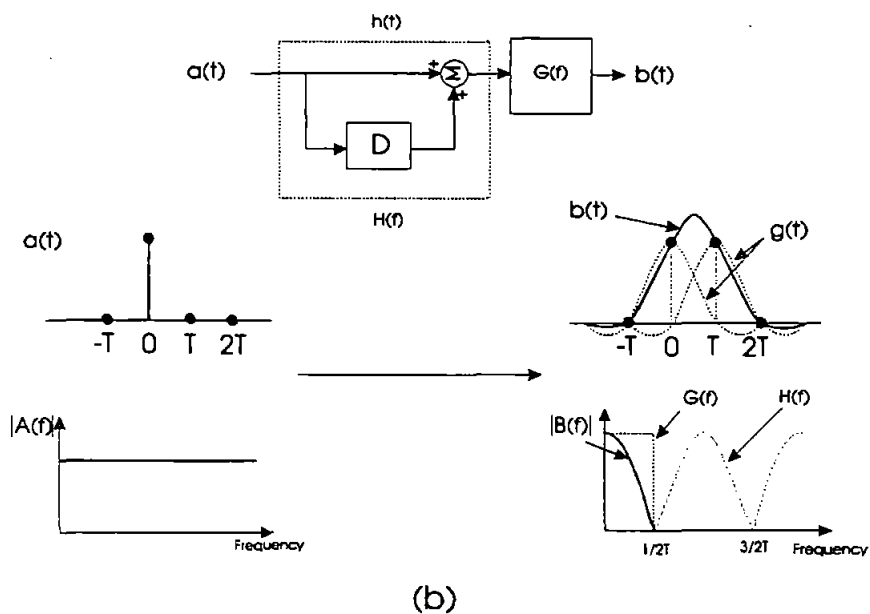 h(t)
a(t)
+
Σ
+
G(f)
b(t)
D
H(f)
a(t)
-T 0 T 2T
b(t)
g(t)
-T 0 T 2T
|A(f)|
Frequency
|B(f)|
G(f)
H(f)
1/2T 3/2T Frequency
(b)